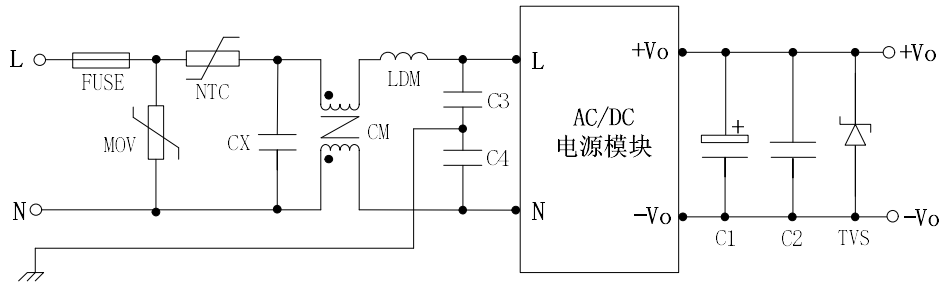 L
FUSE
MOV
NTC
CX
CM
LDM
C3
C4
N
L
N
AC/DC
电源模块
+Vo
-Vo
+
C1
C2
TVS
+Vo
-Vo